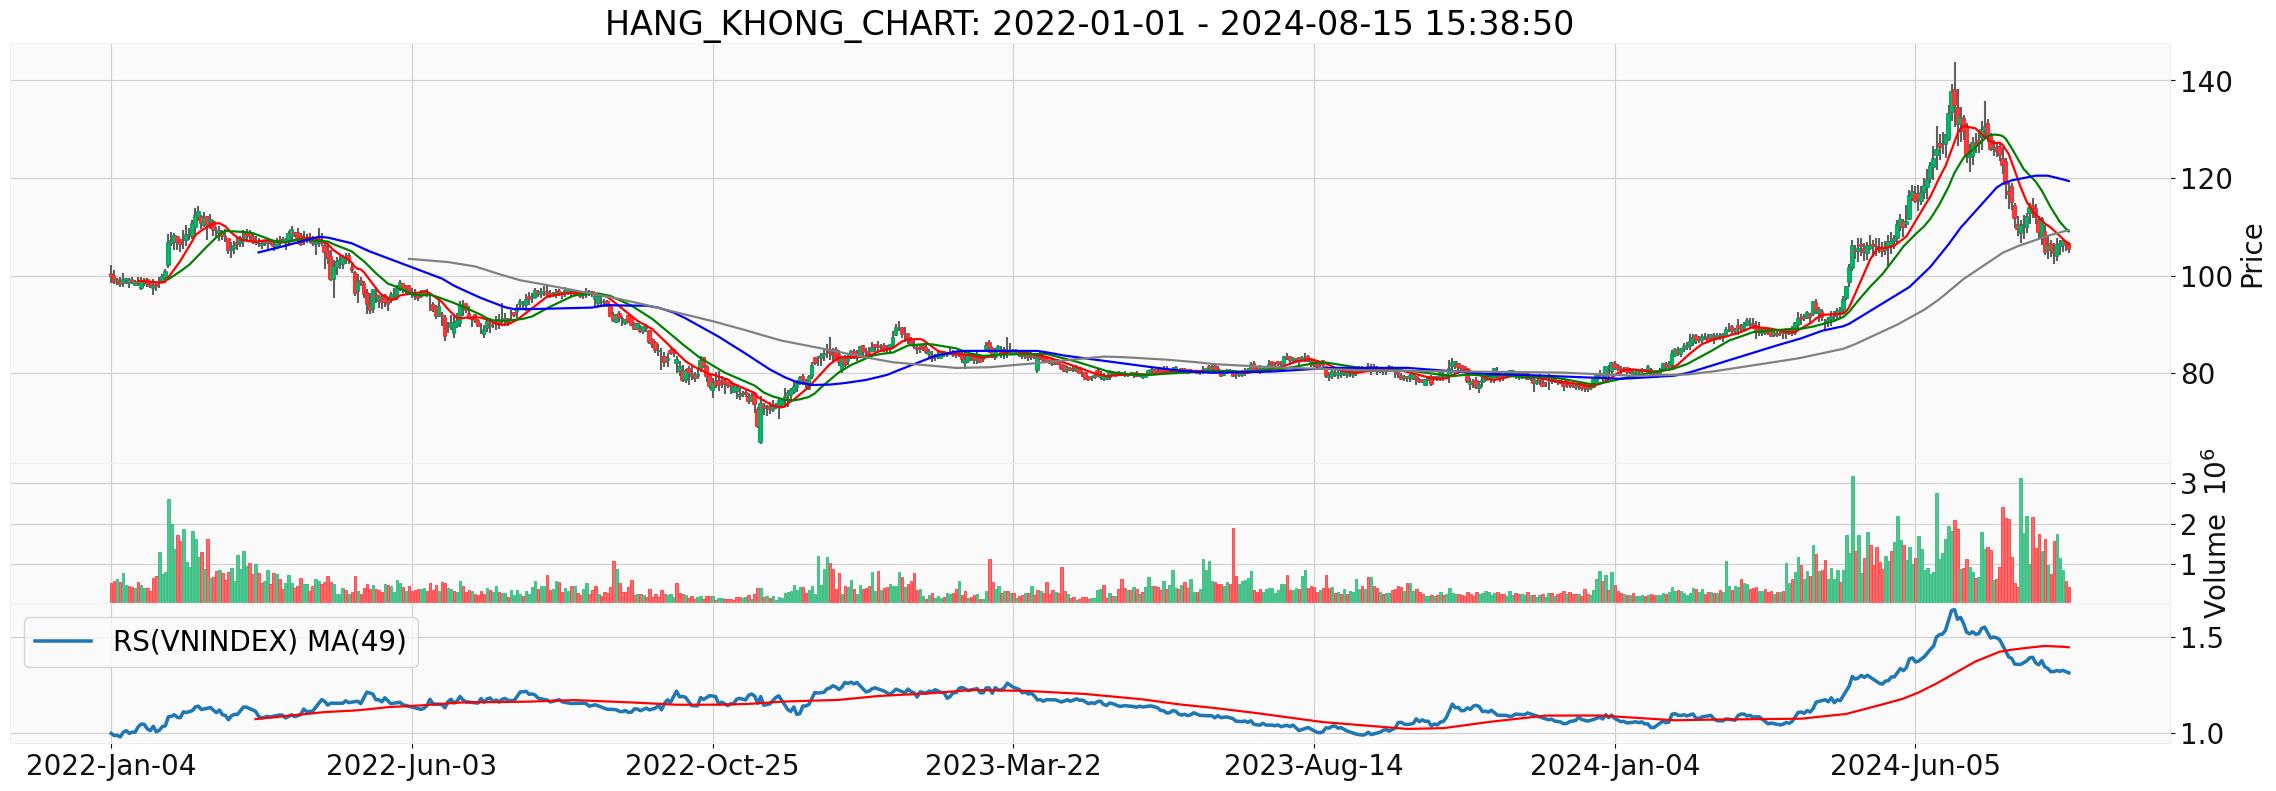 HANG_KHONG_CHART: 2022-01-01 - 2024-08-15 15:38:50
140
120
100
80
Price
3
2
1
Volume 10⁶
RS(VNINDEX) MA(49)
1.5
1.0
2022-Jan-04 2022-Jun-03 2022-Oct-25 2023-Mar-22 2023-Aug-14 2024-Jan-04 2024-Jun-05